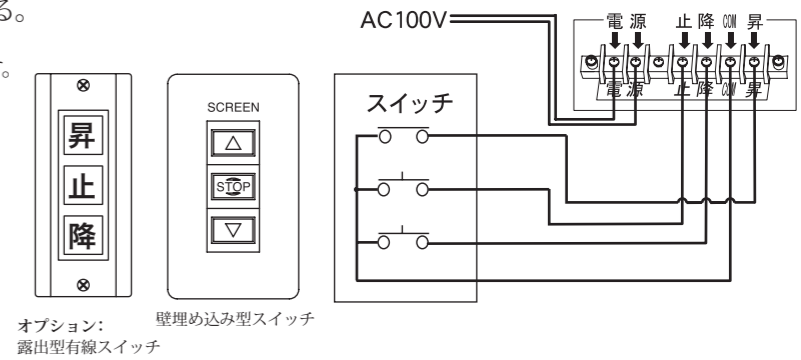 る。
。
AC100V
電 源 止 降 COM 昇
電 源 止 降 COM 昇
スイッチ
SCREEN
STOP
昇
止
降
オプション：
露出型有線スイッチ
壁埋め込み型スイッチ